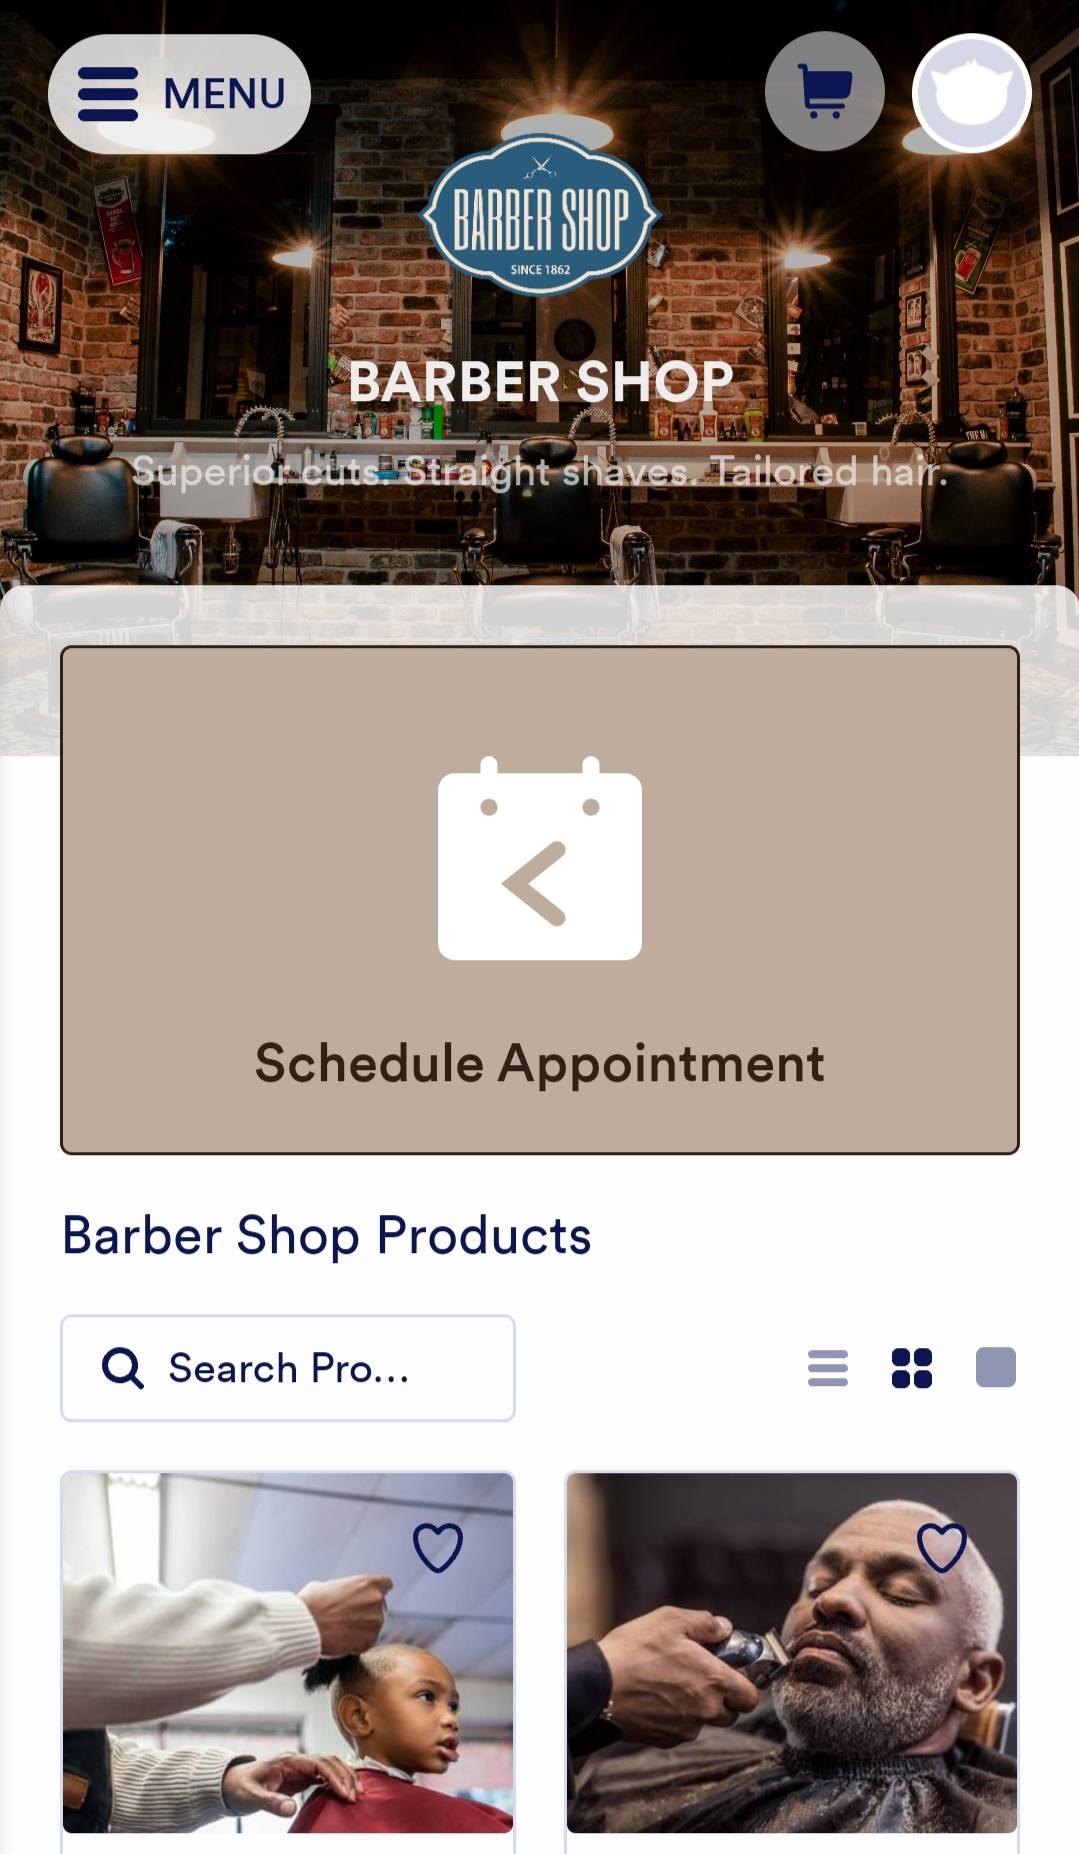 MENU
BARBER SHOP
SINCE 1862
BARBER SHOP
Superior cuts. Straight shaves. Tailored hair.
Schedule Appointment
Barber Shop Products
Search Pro...